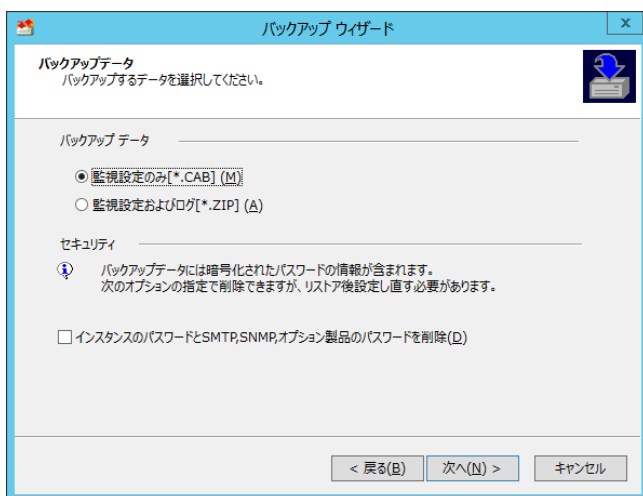 バックアップ ウィザード
x
バックアップデータ
バックアップするデータを選択してください。
バックアップ データ
監視設定のみ[*.CAB] (M)
監視設定およびログ[*.ZIP] (A)
セキュリティ
バックアップデータには暗号化されたパスワードの情報が含まれます。
次のオプションの指定で削除できますが、リストア後設定し直す必要があります。
インスタンスのパスワードとSMTP,SNMP,オプション製品のパスワードを削除(D)
< 戻る(B) 次へ(N) > キャンセル